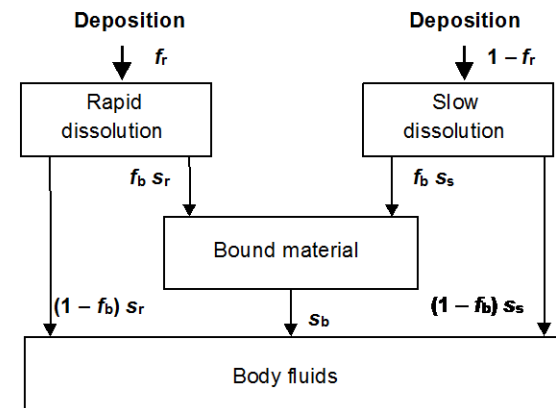 Deposition
Deposition
fr
1 – fr
Rapid
dissolution
Slow
dissolution
fb sr
fb ss
Bound material
(1 – fb) sr
sb
(1 – fb) ss
Body fluids